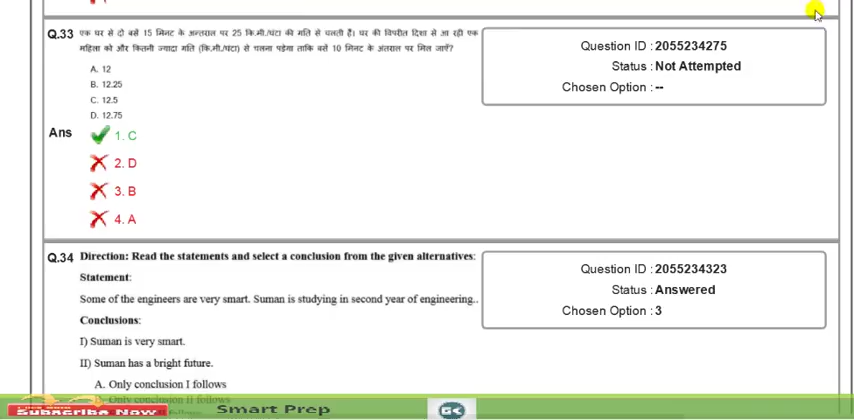 Q.33 एक घर से दो बसें 15 मिनट के अन्तराल पर 25 कि.मी./घंटा की गति से चलती हैं। घर की विपरीत दिशा से आ रही एक
महिला को और कितनी ज्यादा गति (कि.मी./घंटा) से चलना पड़ेगा ताकि बसें 10 मिनट के अंतराल पर मिल जाएँ?
A. 12
B. 12.25
C. 12.5
D. 12.75
Question ID : 2055234275
Status : Not Attempted
Chosen Option : --
Ans 1. C
2. D
3. B
4. A
Q.34 Direction: Read the statements and select a conclusion from the given alternatives:
Statement:
Some of the engineers are very smart. Suman is studying in second year of engineering..
Conclusions:
I) Suman is very smart.
II) Suman has a bright future.
A. Only conclusion I follows
B. Only conclusion II follows
Question ID : 2055234323
Status : Answered
Chosen Option : 3
Subscribe Now
Smart Prep
GK